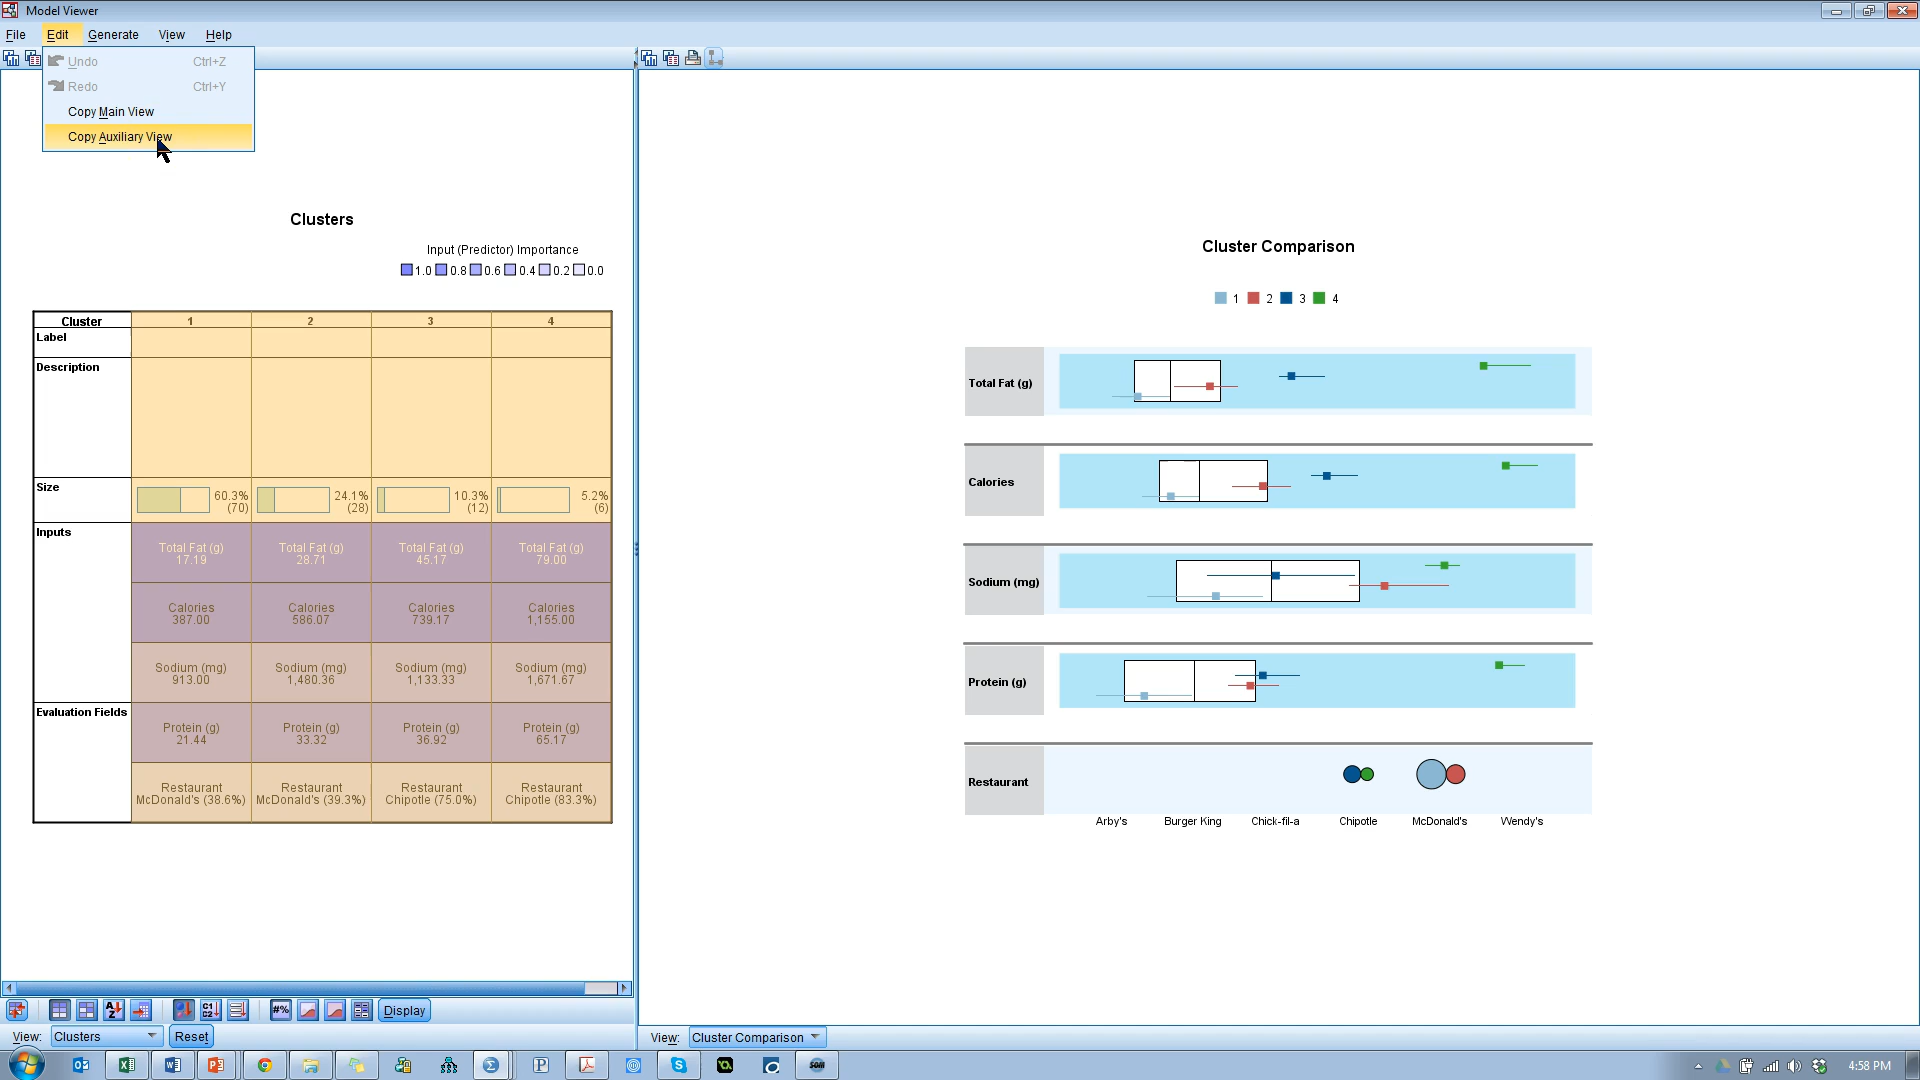 Model Viewer
File Edit Generate View Help
Undo Ctrl+Z
Redo Ctrl+Y
Copy Main View
Copy Auxiliary View
Clusters
Input (Predictor) Importance
1.0 0.8 0.6 0.4 0.2 0.0
Cluster 1 2 3 4
Label
Description
Size 60.3% 24.1% 10.3% 5.2%
(70) (28) (12) (6)
Inputs
Total Fat (g) Total Fat (g) Total Fat (g) Total Fat (g)
17.19 28.71 45.17 79.00
Calories Calories Calories Calories
387.00 586.07 739.17 1,155.00
Sodium (mg) Sodium (mg) Sodium (mg) Sodium (mg)
913.00 1,480.36 1,133.33 1,671.67
Evaluation Fields
Protein (g) Protein (g) Protein (g) Protein (g)
21.44 33.32 36.92 65.17
Restaurant Restaurant Restaurant Restaurant
McDonald's (38.6%) McDonald's (39.3%) Chipotle (75.0%) Chipotle (83.3%)
#% Display
View: Clusters Reset
Cluster Comparison
1 2 3 4
Total Fat (g)
Calories
Sodium (mg)
Protein (g)
Restaurant
Arby's Burger King Chick-fil-a Chipotle McDonald's Wendy's
View: Cluster Comparison
4:58 PM